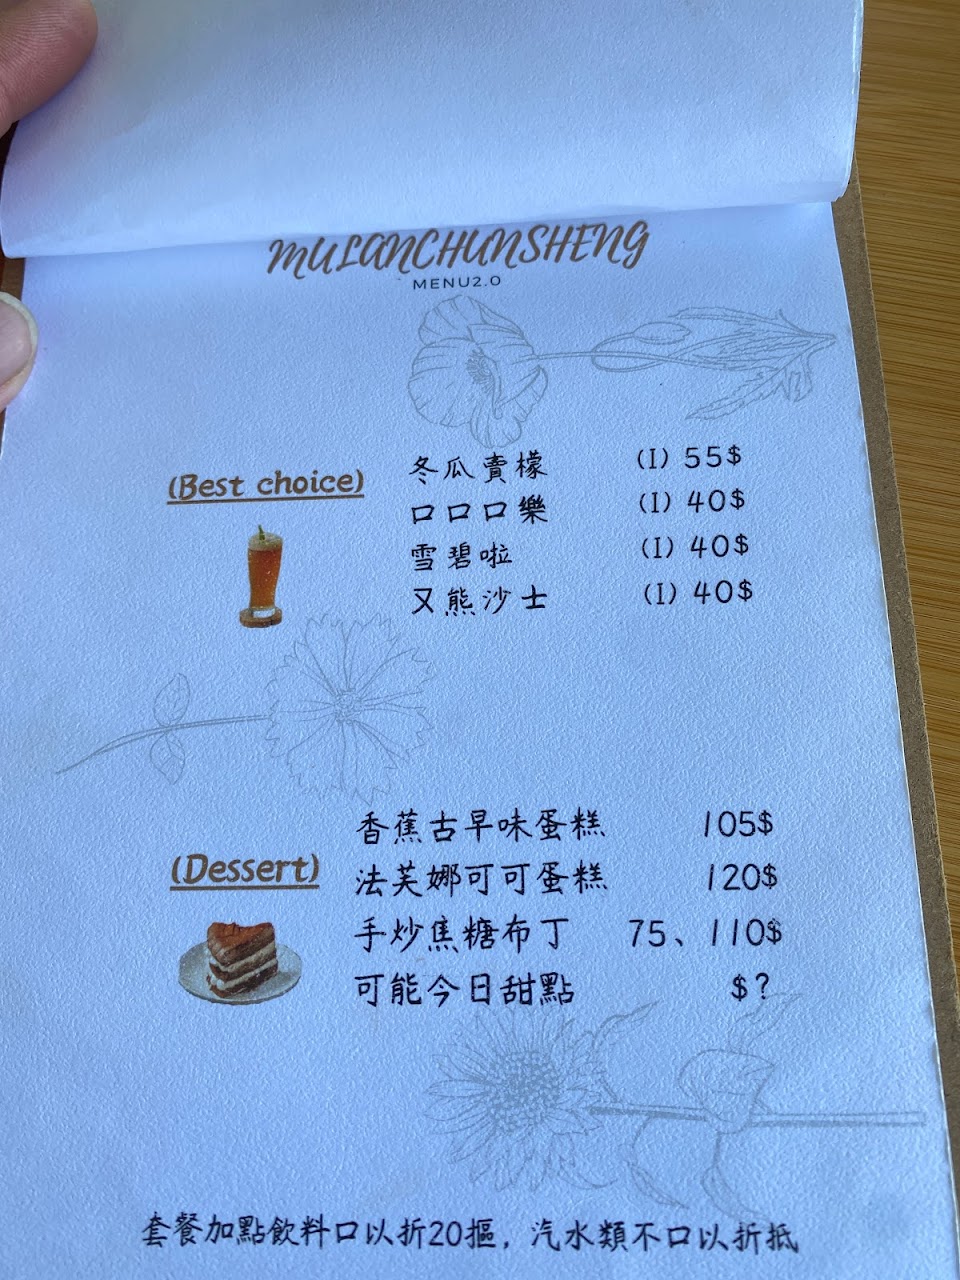 MULANCHUNSHENG
MENU2.0
(Best choice)
冬瓜賣檬 (I) 55$
口口口樂 (I) 40$
雪碧啦 (I) 40$
又熊沙士 (I) 40$
(Dessert)
香蕉古早味蛋糕 105$
法芙娜可可蛋糕 120$
手炒焦糖布丁 75、110$
可能今日甜點 $?
套餐加點飲料口以折20摳，汽水類不口以折抵